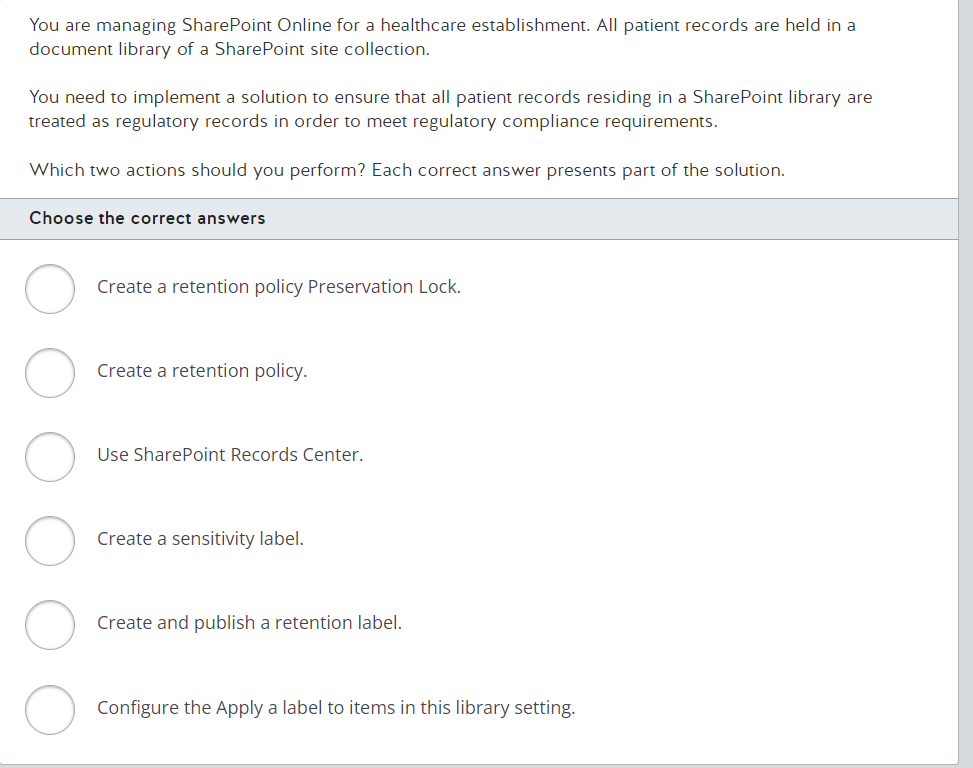 You are managing SharePoint Online for a healthcare establishment. All patient records are held in a
document library of a SharePoint site collection.
You need to implement a solution to ensure that all patient records residing in a SharePoint library are
treated as regulatory records in order to meet regulatory compliance requirements.
Which two actions should you perform? Each correct answer presents part of the solution.
Choose the correct answers
Create a retention policy Preservation Lock.
Create a retention policy.
Use SharePoint Records Center.
Create a sensitivity label.
Create and publish a retention label.
Configure the Apply a label to items in this library setting.